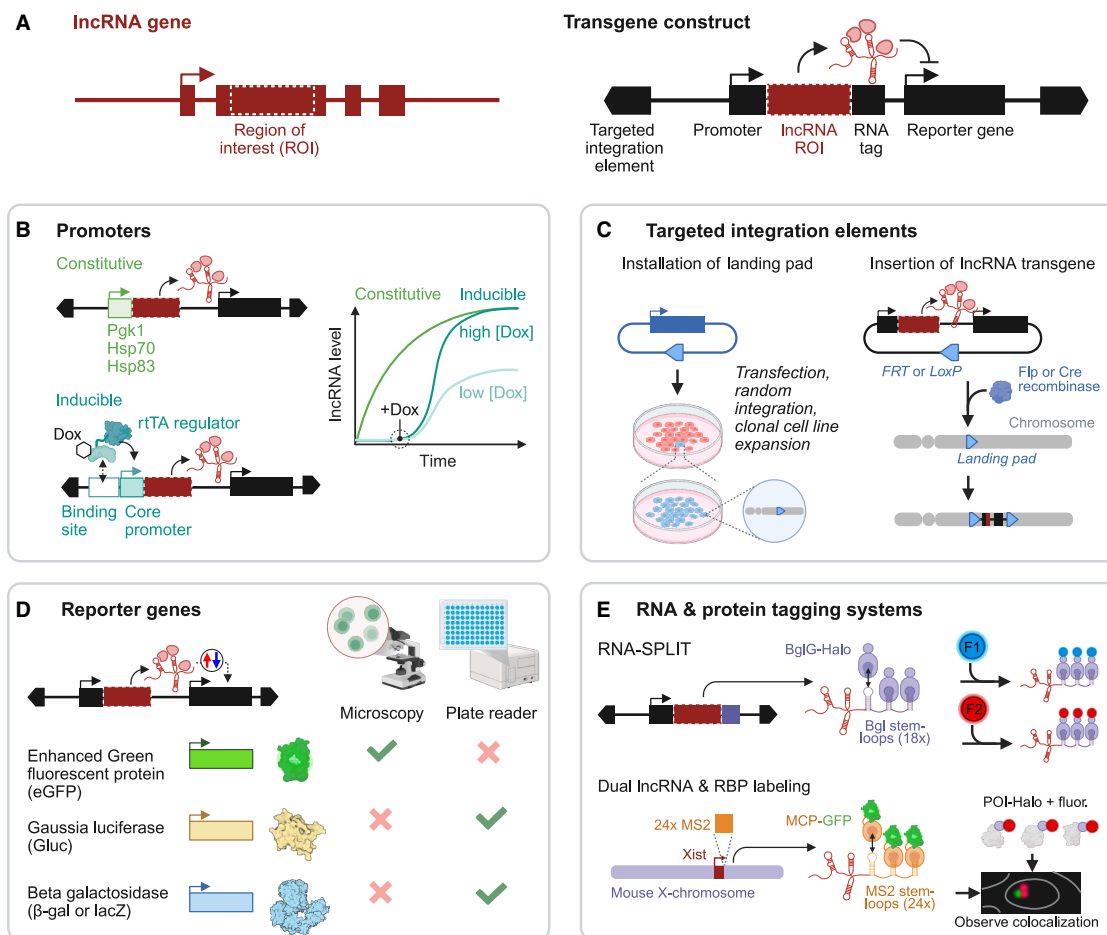 A
lncRNA gene
Region of
interest (ROI)
Transgene construct
Targeted
integration
element
Promoter
lncRNA
ROI
RNA
tag
Reporter gene
B
Promoters
Constitutive
Pgk1
Hsp70
Hsp83
Inducible
Dox
rtTA regulator
Binding
site
Core
promoter
lncRNA level
Constitutive
Inducible
high [Dox]
low [Dox]
+Dox
Time
C
Targeted integration elements
Installation of landing pad
Transfection,
random
integration,
clonal cell line
expansion
Insertion of lncRNA transgene
FRT or LoxP
Flp or Cre
recombinase
Chromosome
Landing pad
D
Reporter genes
Microscopy
Plate reader
Enhanced Green
fluorescent protein
(eGFP)
Gaussia luciferase
(Gluc)
Beta galactosidase
(β-gal or lacZ)
E
RNA & protein tagging systems
RNA-SPLIT
BglG-Halo
Bgl stem-
loops (18x)
F1
F2
Dual lncRNA & RBP labeling
24x MS2
Xist
Mouse X-chromosome
MCP-GFP
MS2 stem-
loops (24x)
POI-Halo + fluor.
Observe colocalization